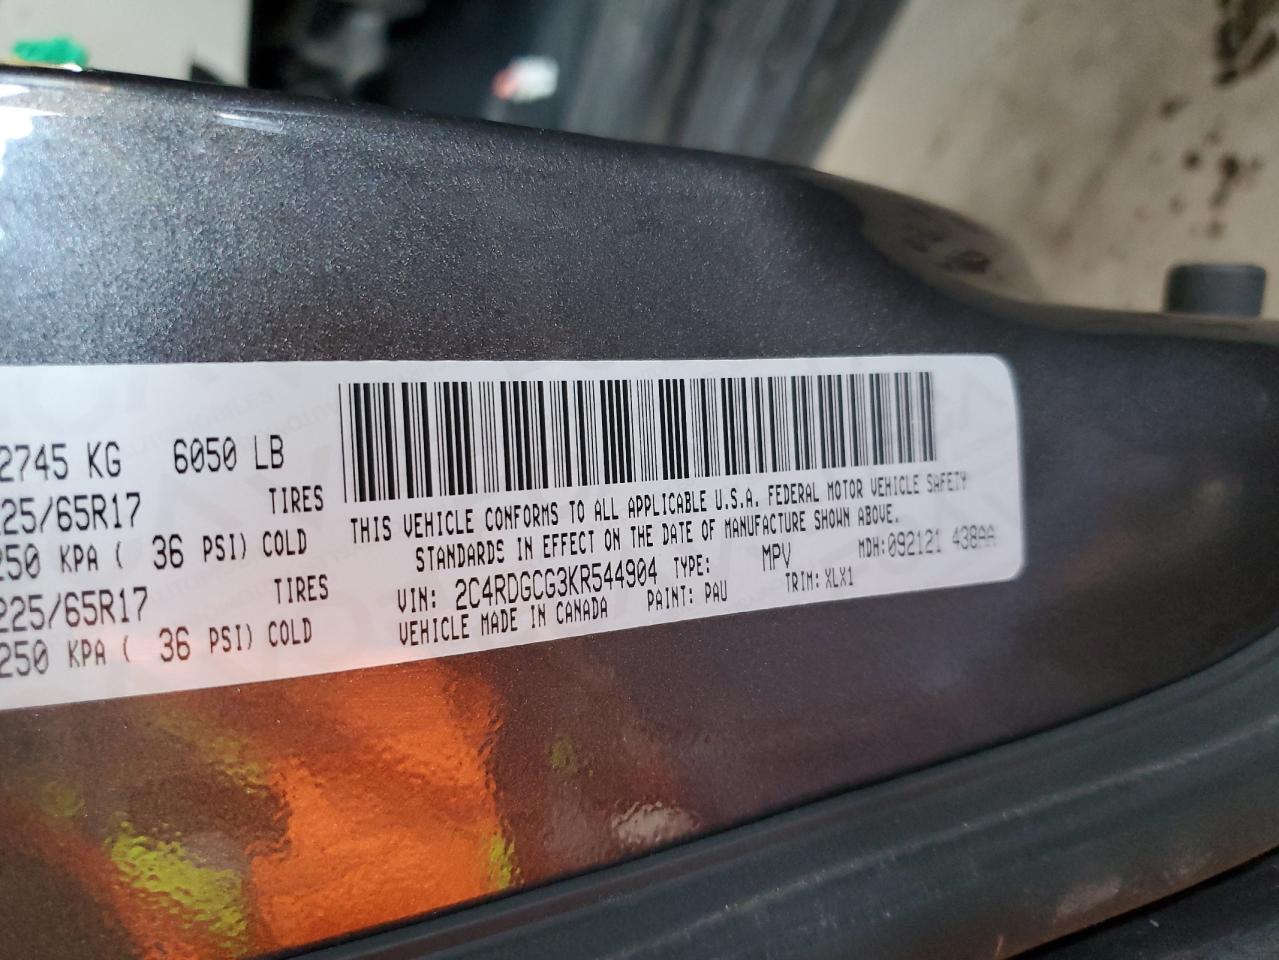 2745 KG 6050 LB
225/65R17 TIRES
250 KPA ( 36 PSI) COLD
225/65R17 TIRES
250 KPA ( 36 PSI) COLD
THIS VEHICLE CONFORMS TO ALL APPLICABLE U.S.A. FEDERAL MOTOR VEHICLE SAFETY
STANDARDS IN EFFECT ON THE DATE OF MANUFACTURE SHOWN ABOVE.
VIN: 2C4RDGCG3KR544904 TYPE: MPV MDH:092121 438AA
VEHICLE MADE IN CANADA PAINT: PAU TRIM: XLX1